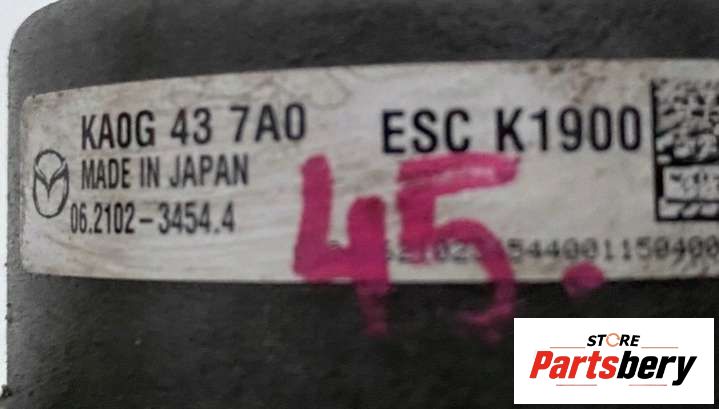 KA0G 43 7A0
ESC K1900
MADE IN JAPAN
06.2102-3454.4
45.
STORE
Partsbery